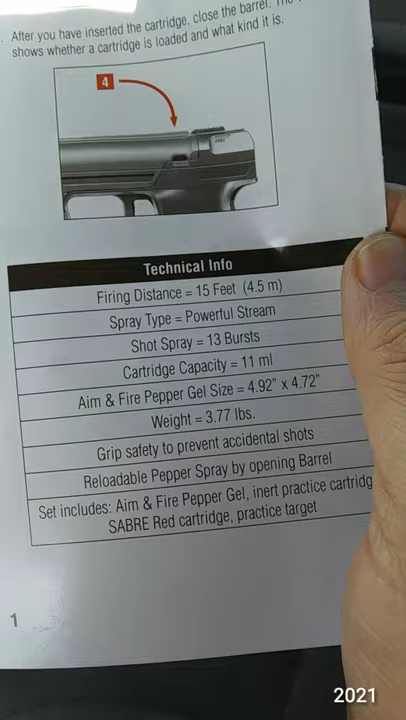 After you have inserted the cartridge, close the barrel. The
shows whether a cartridge is loaded and what kind it is.
4
Technical Info
Firing Distance = 15 Feet (4.5 m)
Spray Type = Powerful Stream
Shot Spray = 13 Bursts
Cartridge Capacity = 11 ml
Aim & Fire Pepper Gel Size = 4.92" x 4.72"
Weight = 3.77 lbs.
Grip safety to prevent accidental shots
Reloadable Pepper Spray by opening Barrel
Set includes: Aim & Fire Pepper Gel, inert practice cartridg
SABRE Red cartridge, practice target
1
2021